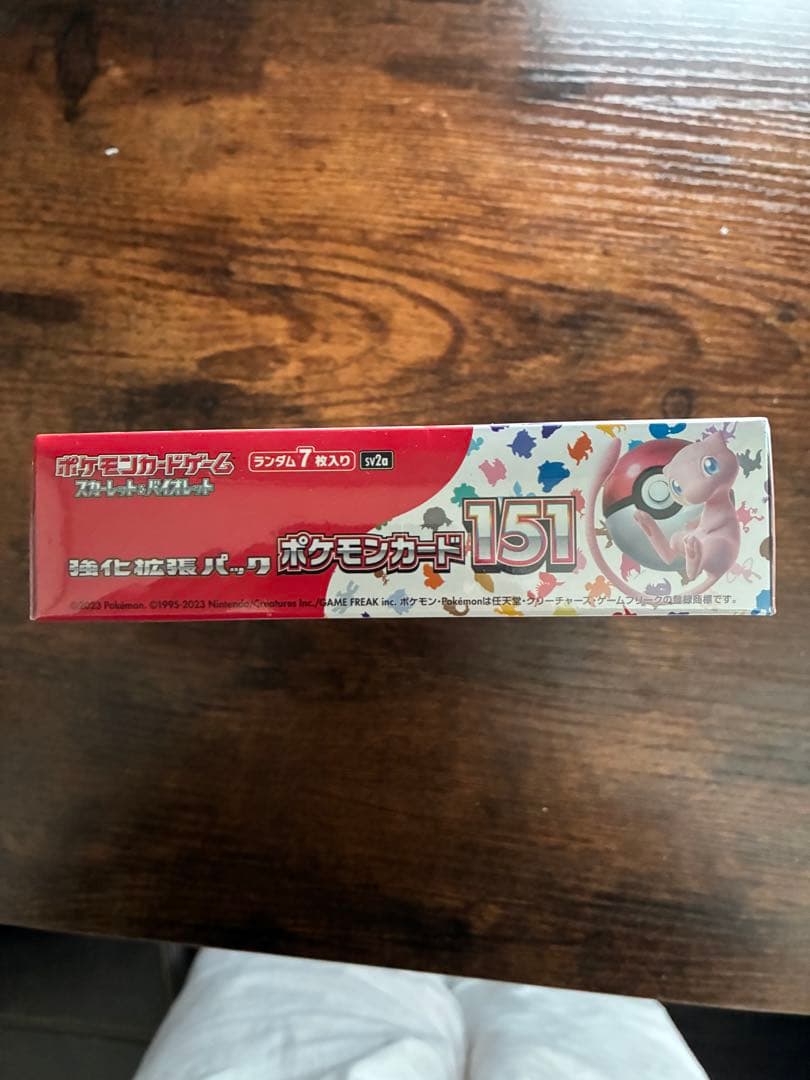 ポケモンカードゲーム
スカーレット&バイオレット
ランダム7枚入り sv2a
強化拡張パック ポケモンカード151
©2023 Pokémon. ©1995-2023 Nintendo/Creatures Inc./GAME FREAK inc. ポケモン・Pokémonは任天堂・クリーチャーズ・ゲームフリークの登録商標です。